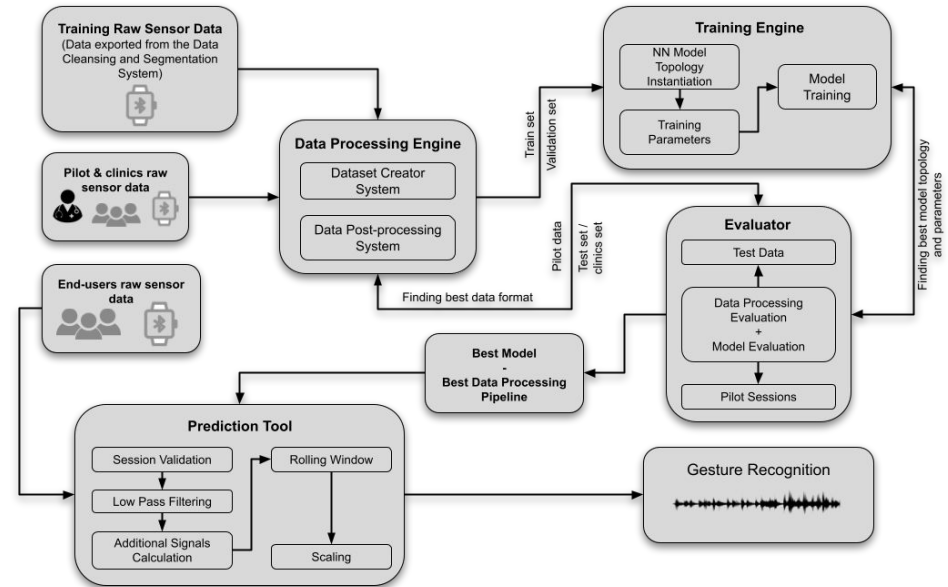 Training Raw Sensor Data
(Data exported from the Data
Cleansing and Segmentation
System)
Pilot & clinics raw
sensor data
End-users raw sensor
data
Data Processing Engine
Dataset Creator
System
Data Post-processing
System
Train set
Validation set
Training Engine
NN Model
Topology
Instantiation
Training
Parameters
Model
Training
Finding best model topology
and parameters
Pilot data
Test set /
clinics set
Finding best data format
Evaluator
Test Data
Data Processing
Evaluation
+
Model Evaluation
Pilot Sessions
Best Model
-
Best Data Processing
Pipeline
Prediction Tool
Session Validation
Low Pass Filtering
Additional Signals
Calculation
Rolling Window
Scaling
Gesture Recognition